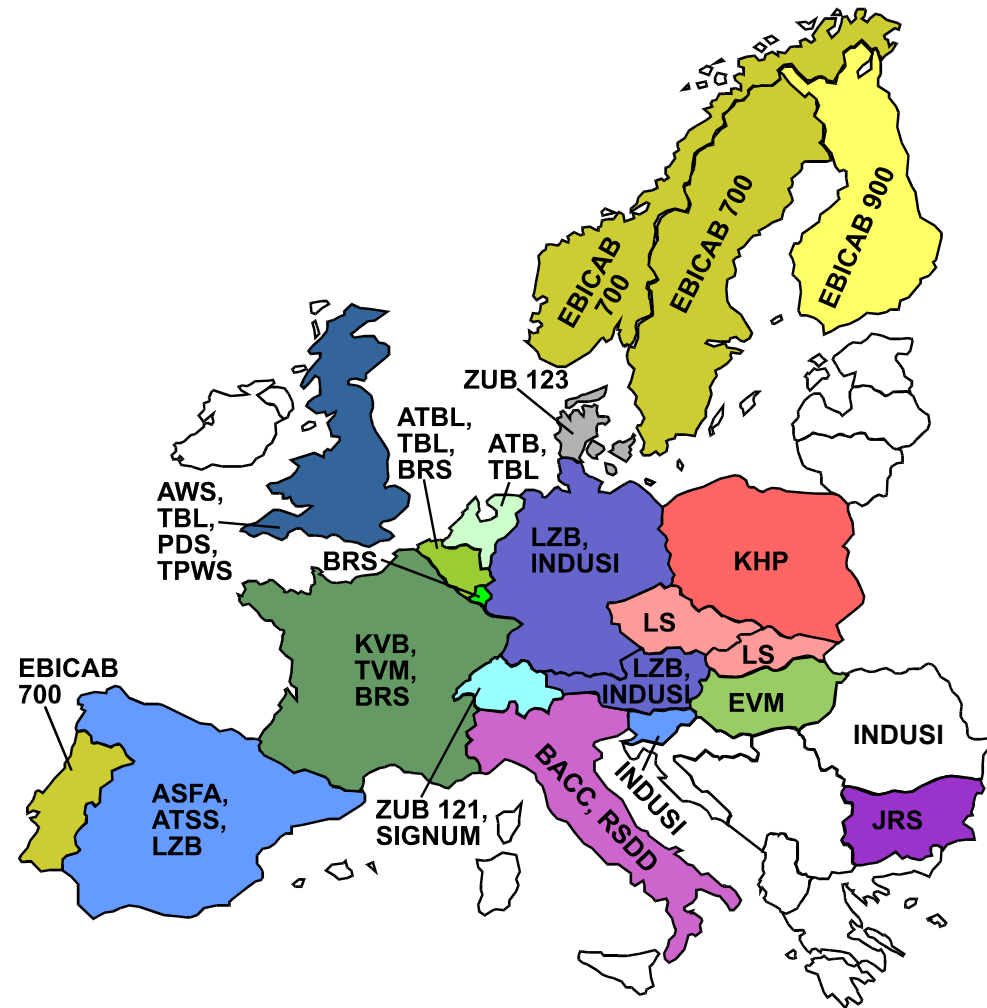 EBICAB 900
EBICAB 700
EBICAB
700
ZUB 123
ATBL,
TBL,
BRS
ATB,
TBL
AWS,
TBL,
PDS,
TPWS
BRS
LZB,
INDUSI
KHP
LS
LS
KVB,
TVM,
BRS
LZB,
INDUSI
EBICAB
700
EVM
INDUSI
INDUSI
BACC, RSDD
ASFA,
ATSS,
LZB
ZUB 121,
SIGNUM
JRS